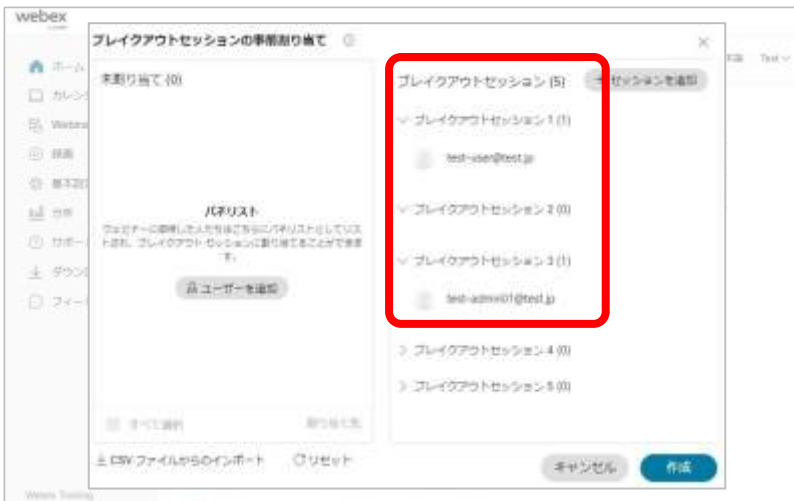 webex
ブレイクアウトセッションの事前割り当て
ホーム
未割り当て (0)
ブレイクアウトセッション (5)
+ セッションを追加
Test
ブレイクアウトセッション 1 (1)
test-user@test.jp
ブレイクアウトセッション 2 (0)
ブレイクアウトセッション 3 (1)
test-admin01@test.jp
ブレイクアウトセッション 4 (0)
ブレイクアウトセッション 5 (0)
パネリスト
ウェビナーに招待した人たちはこちらにパネリストとしてリス
トされ、ブレイクアウト セッションに割り当てることができま
す。
ユーザーを追加
すべて選択
割り当て先
CSV ファイルからのインポート
リセット
キャンセル
作成
Webex Training